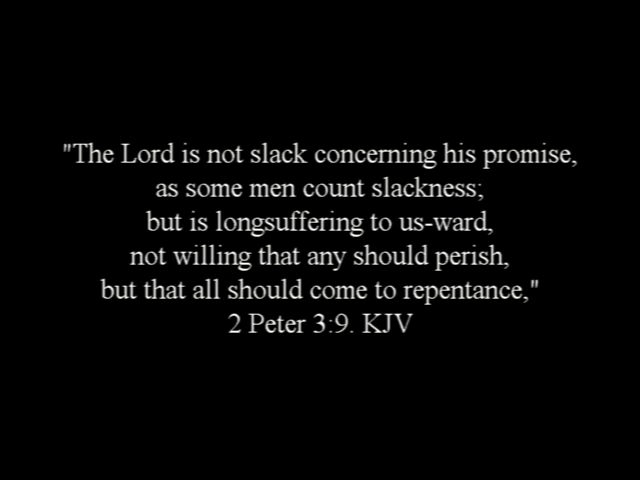 "The Lord is not slack concerning his promise,
as some men count slackness;
but is longsuffering to us-ward,
not willing that any should perish,
but that all should come to repentance,"
2 Peter 3:9. KJV